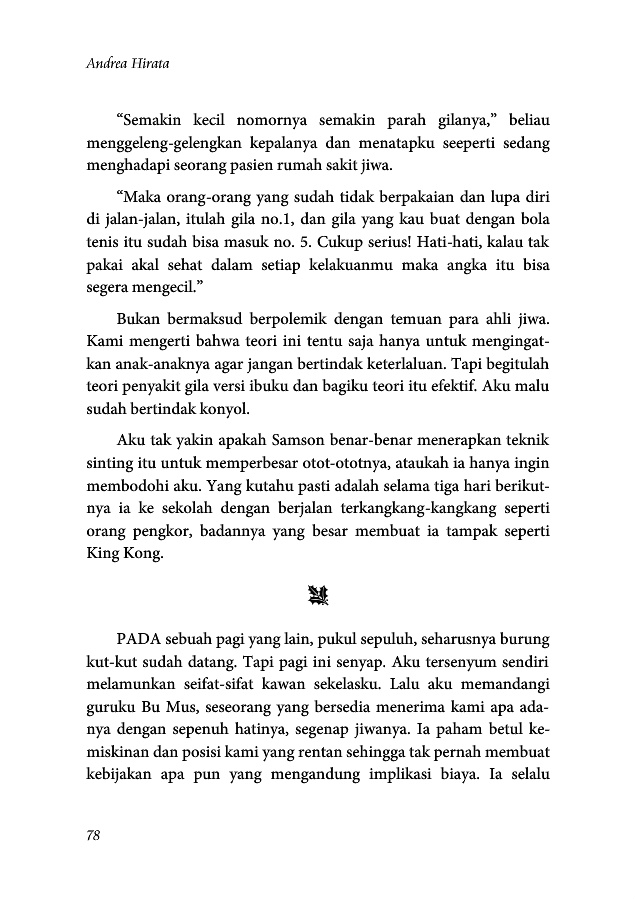 Andrea Hirata
“Semakin kecil nomornya semakin parah gilanya,” beliau
menggeleng-gelengkan kepalanya dan menatapku seeperti sedang
menghadapi seorang pasien rumah sakit jiwa.
“Maka orang-orang yang sudah tidak berpakaian dan lupa diri
di jalan-jalan, itulah gila no.1, dan gila yang kau buat dengan bola
tenis itu sudah bisa masuk no. 5. Cukup serius! Hati-hati, kalau tak
pakai akal sehat dalam setiap kelakuanmu maka angka itu bisa
segera mengecil.”
Bukan bermaksud berpolemik dengan temuan para ahli jiwa.
Kami mengerti bahwa teori ini tentu saja hanya untuk mengingat-
kan anak-anaknya agar jangan bertindak keterlaluan. Tapi begitulah
teori penyakit gila versi ibuku dan bagiku teori itu efektif. Aku malu
sudah bertindak konyol.
Aku tak yakin apakah Samson benar-benar menerapkan teknik
sinting itu untuk memperbesar otot-ototnya, ataukah ia hanya ingin
membodohi aku. Yang kutahu pasti adalah selama tiga hari berikut-
nya ia ke sekolah dengan berjalan terkangkang-kangkang seperti
orang pengkor, badannya yang besar membuat ia tampak seperti
King Kong.
PADA sebuah pagi yang lain, pukul sepuluh, seharusnya burung
kut-kut sudah datang. Tapi pagi ini senyap. Aku tersenyum sendiri
melamunkan seifat-sifat kawan sekelasku. Lalu aku memandangi
guruku Bu Mus, seseorang yang bersedia menerima kami apa ada-
nya dengan sepenuh hatinya, segenap jiwanya. Ia paham betul ke-
miskinan dan posisi kami yang rentan sehingga tak pernah membuat
kebijakan apa pun yang mengandung implikasi biaya. Ia selalu
78